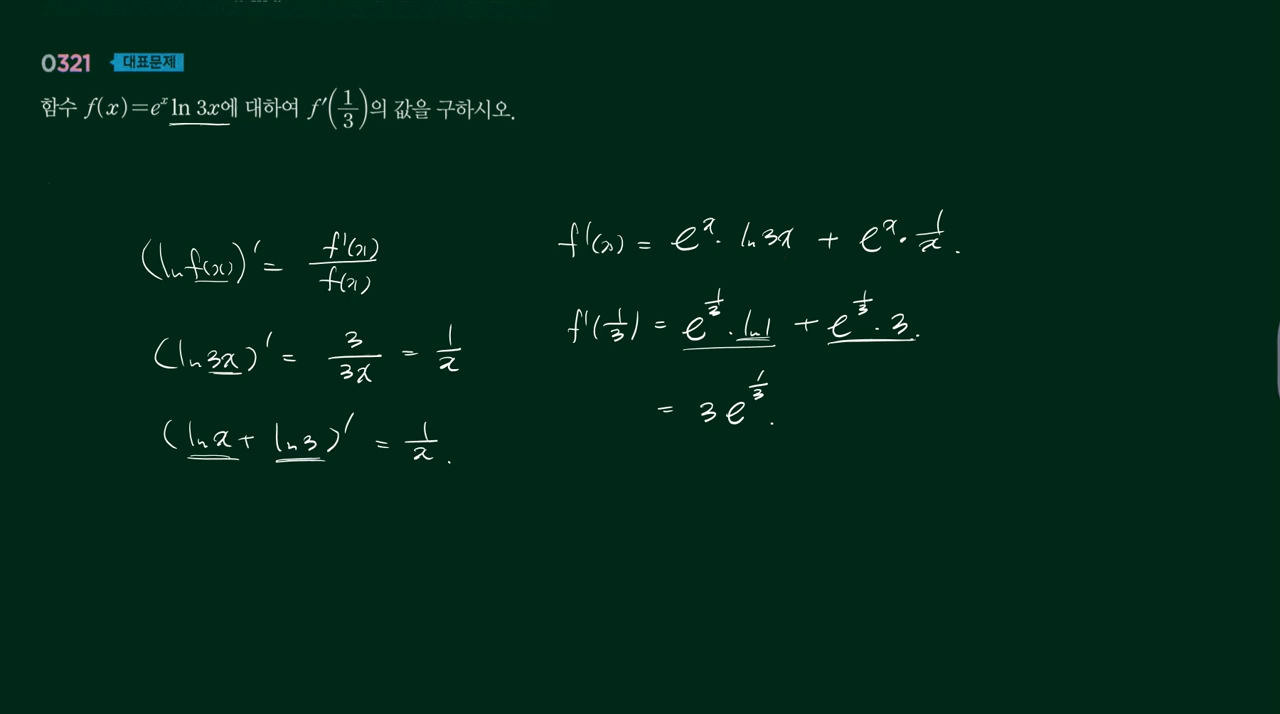 0321 대표문제
함수 f(x)=e^x ln 3x에 대하여 f′(1/3)의 값을 구하시오.
(ln f(x))′ = f′(x)/f(x)
(ln 3x)′ = 3/3x = 1/x
(ln x + ln 3)′ = 1/x.
f′(x) = e^x · ln 3x + e^x · 1/x.
f′(1/3) = e^(1/3) · ln 1 + e^(1/3) · 3.
= 3e^(1/3).